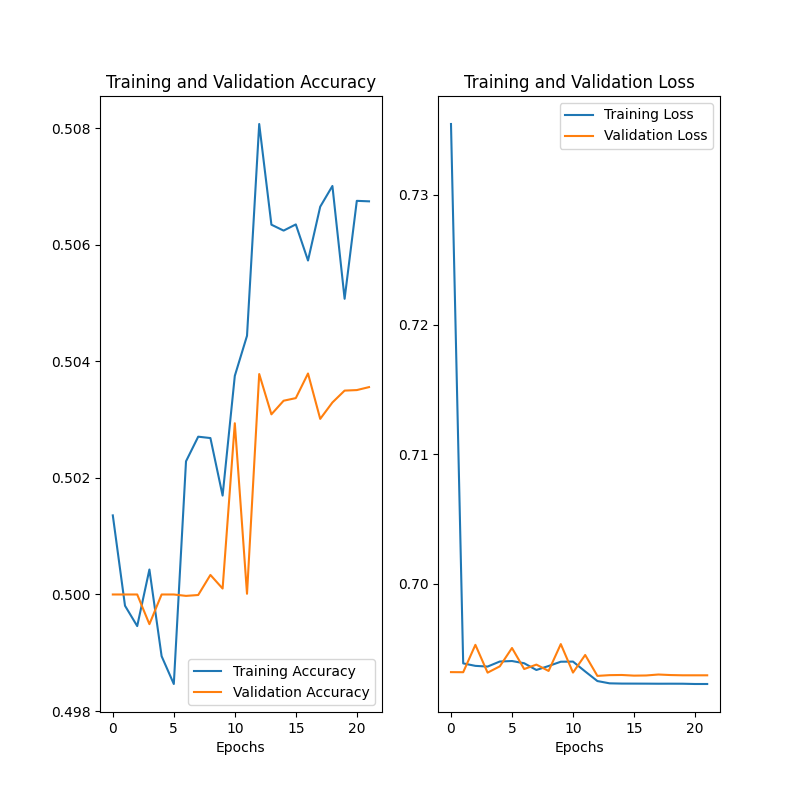 Training and Validation Accuracy
0.508
0.506
0.504
0.502
0.500
0.498
0
5
10
15
20
Epochs
Training Accuracy
Validation Accuracy
Training and Validation Loss
0.73
0.72
0.71
0.70
0
5
10
15
20
Epochs
Training Loss
Validation Loss